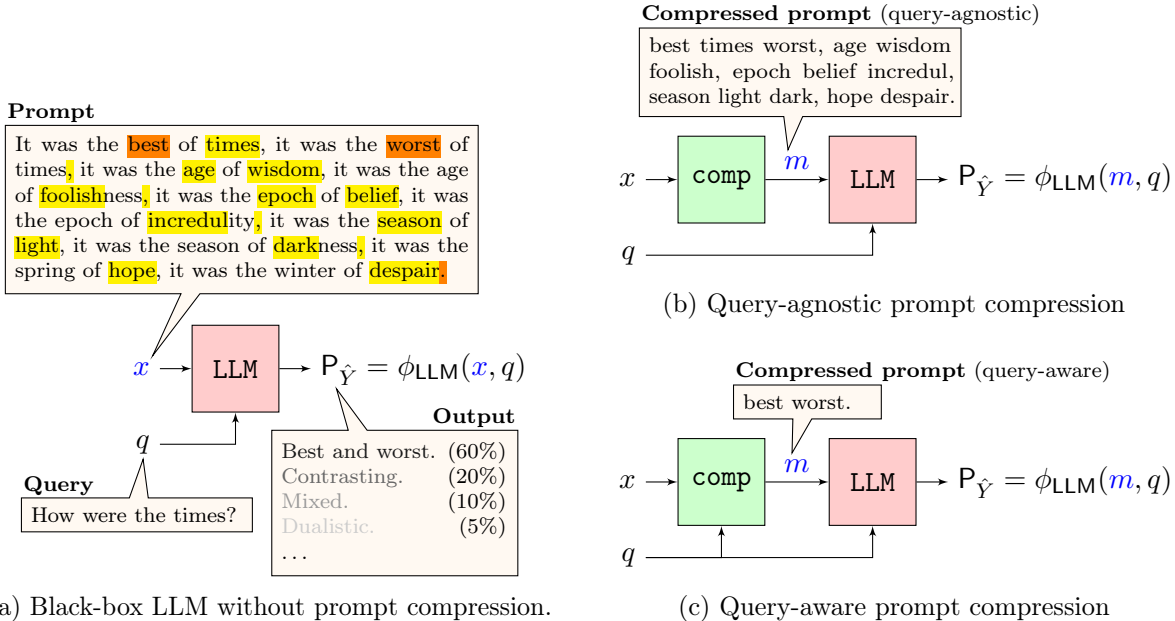 Prompt
It was the best of times, it was the worst of
times, it was the age of wisdom, it was the age
of foolishness, it was the epoch of belief, it was
the epoch of incredulity, it was the season of
light, it was the season of darkness, it was the
spring of hope, it was the winter of despair.
x
LLM
P_Ŷ = ϕ_LLM(x, q)
q
Query
How were the times?
Output
Best and worst. (60%)
Contrasting. (20%)
Mixed. (10%)
Dualistic. (5%)
...
a) Black-box LLM without prompt compression.
Compressed prompt (query-agnostic)
best times worst, age wisdom
foolish, epoch belief incredul,
season light dark, hope despair.
x
comp
m
LLM
P_Ŷ = ϕ_LLM(m, q)
q
(b) Query-agnostic prompt compression
Compressed prompt (query-aware)
best worst.
x
comp
m
LLM
P_Ŷ = ϕ_LLM(m, q)
q
(c) Query-aware prompt compression